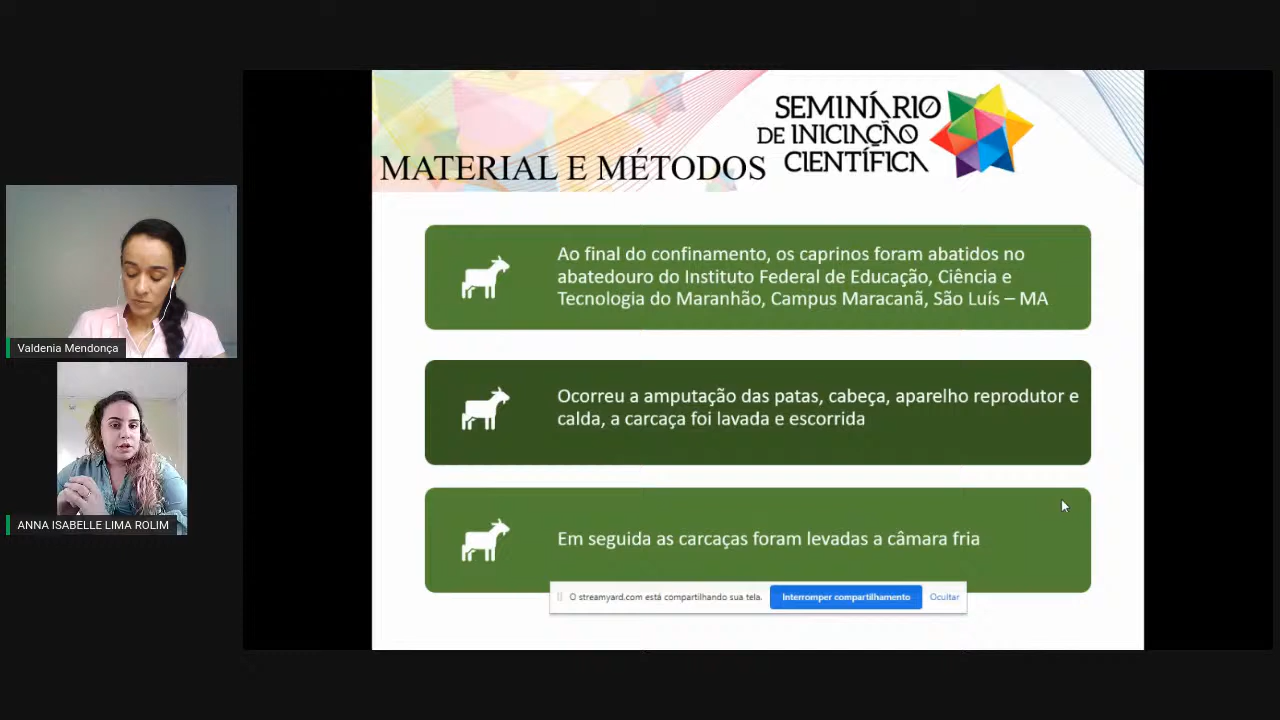 SEMINÁRIO
DE INICIAÇÃO
CIENTÍFICA
MATERIAL E MÉTODOS
Ao final do confinamento, os caprinos foram abatidos no
abatedouro do Instituto Federal de Educação, Ciência e
Tecnologia do Maranhão, Campus Maracanã, São Luís – MA
Ocorreu a amputação das patas, cabeça, aparelho reprodutor e
calda, a carcaça foi lavada e escorrida
Em seguida as carcaças foram levadas a câmara fria
O streamyard.com está compartilhando sua tela.
Interromper compartilhamento
Ocultar
Valdenia Mendonça
ANNA ISABELLE LIMA ROLIM